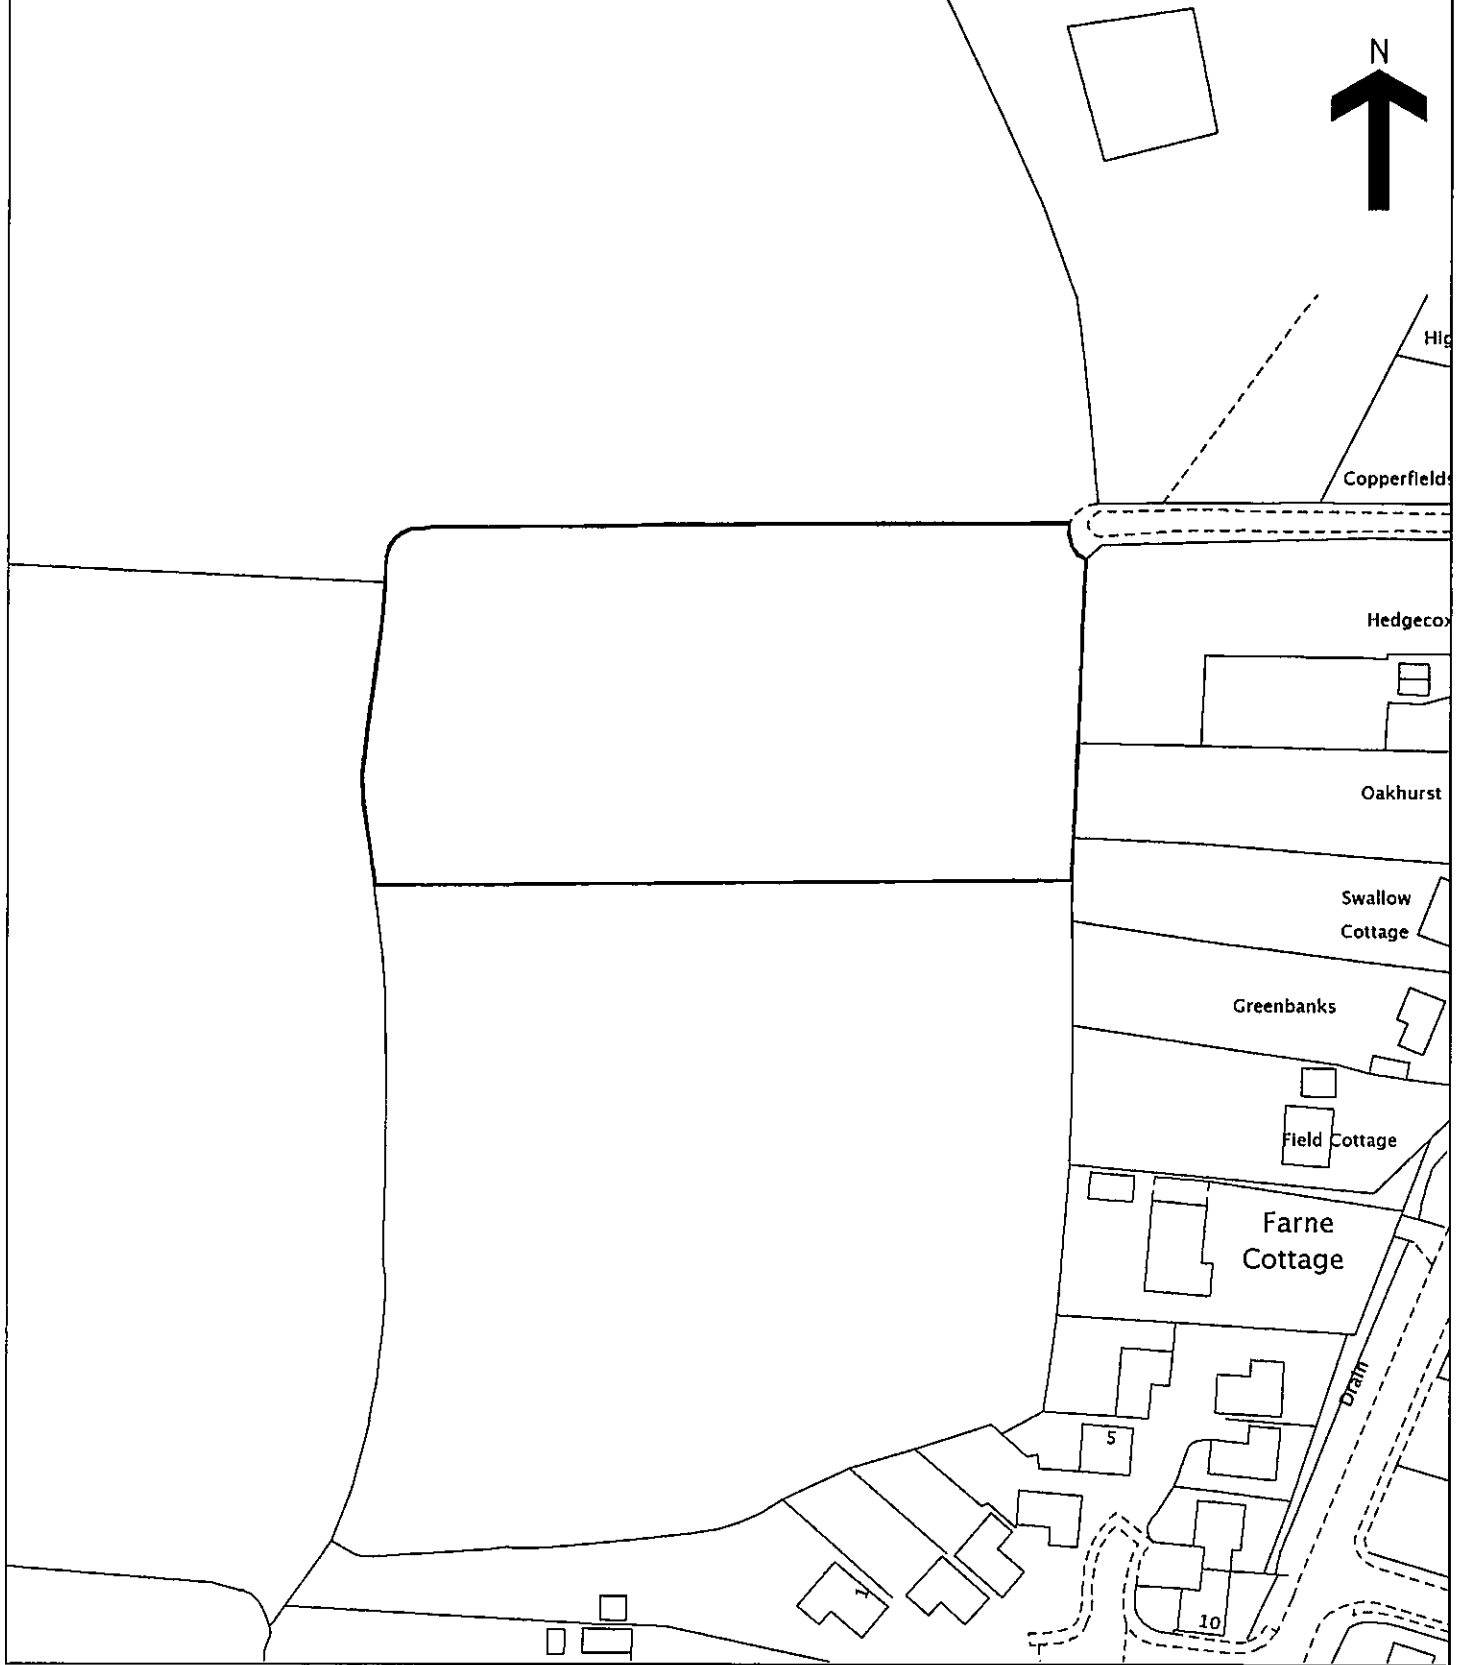 N
Hig
Copperfields
Hedgecox
Oakhurst
Swallow
Cottage
Greenbanks
Field Cottage
Farne
Cottage
Drain
5
1
10